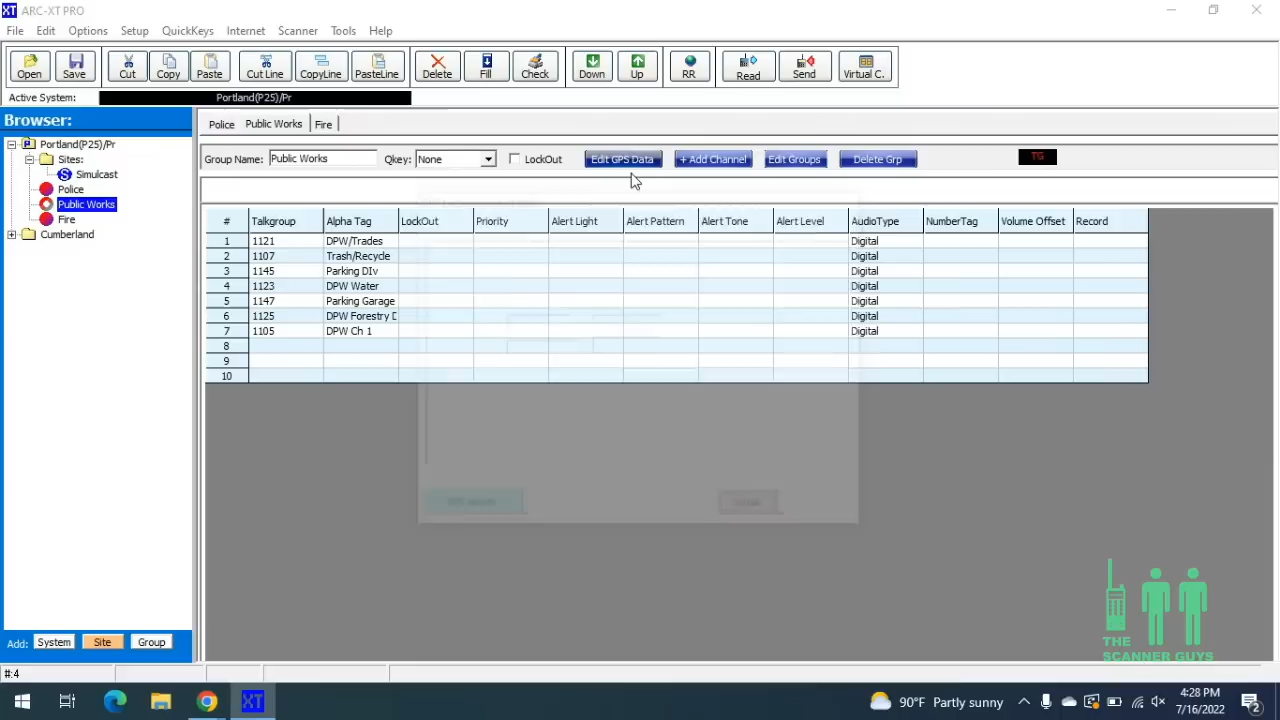 XT ARC-XT PRO
File Edit Options Setup QuickKeys Internet Scanner Tools Help
Open Save Cut Copy Paste Cut Line CopyLine PasteLine Delete Fill Check Down Up RR Read Send Virtual C.
Active System: Portland(P25)/Pr
Browser:
Police Public Works Fire
Portland(P25)/Pr
Sites:
S Simulcast
Police
Public Works
Fire
Cumberland
Group Name: Public Works Qkey: None LockOut Edit GPS Data + Add Channel Edit Groups Delete Grp TG
# Talkgroup Alpha Tag LockOut Priority Alert Light Alert Pattern Alert Tone Alert Level AudioType NumberTag Volume Offset Record
1 1121 DPW/Trades Digital
2 1107 Trash/Recycle Digital
3 1145 Parking DIv Digital
4 1123 DPW Water Digital
5 1147 Parking Garage Digital
6 1125 DPW Forestry D Digital
7 1105 DPW Ch 1 Digital
8
9
10
THE
SCANNER GUYS
Add: System Site Group
#:4
XT
90°F Partly sunny
4:28 PM
7/16/2022
2